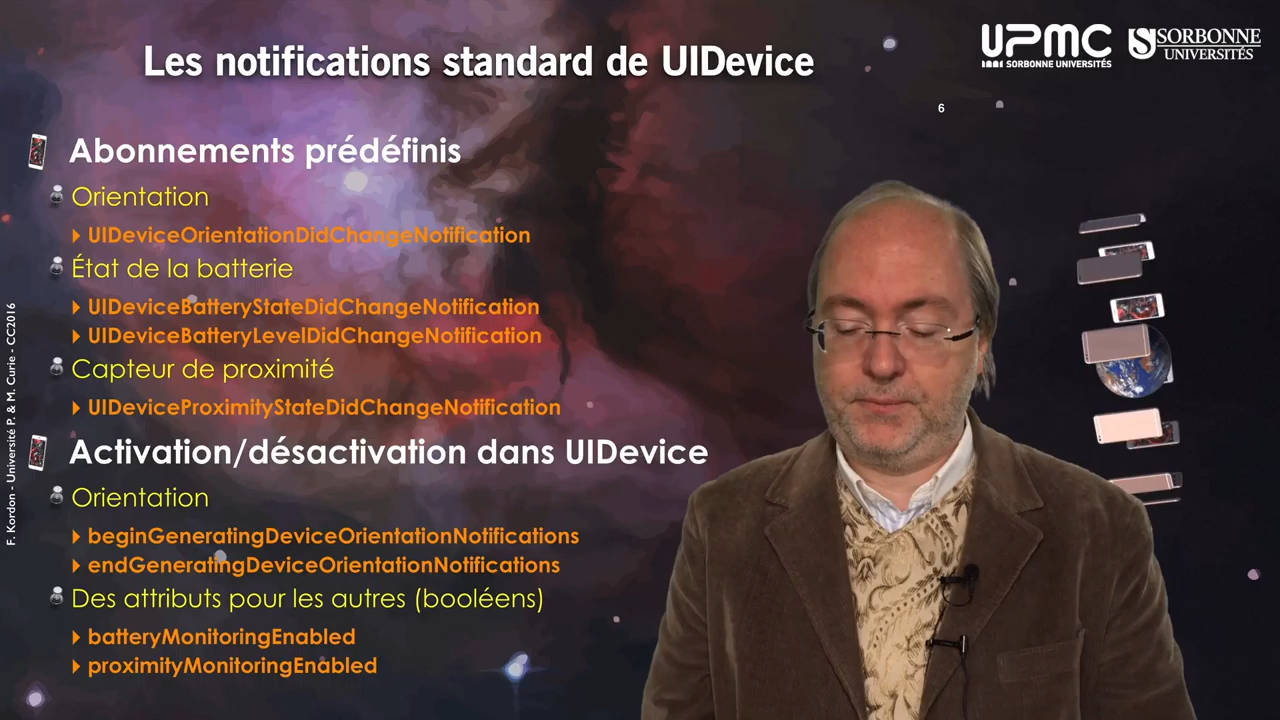 Les notifications standard de UIDevice
UPMC
SORBONNE UNIVERSITÉS
SORBONNE
UNIVERSITÉS
6
Abonnements prédéfinis
Orientation
UIDeviceOrientationDidChangeNotification
État de la batterie
UIDeviceBatteryStateDidChangeNotification
UIDeviceBatteryLevelDidChangeNotification
Capteur de proximité
UIDeviceProximityStateDidChangeNotification
Activation/désactivation dans UIDevice
Orientation
beginGeneratingDeviceOrientationNotifications
endGeneratingDeviceOrientationNotifications
Des attributs pour les autres (booléens)
batteryMonitoringEnabled
proximityMonitoringEnabled
F. Kordon - Université P. & M. Curie - CC2016